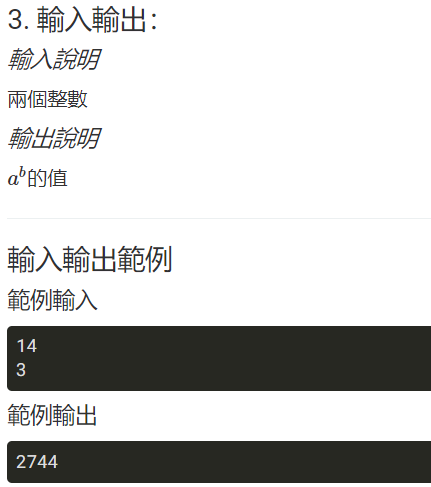 3. 輸入輸出：
輸入說明
兩個整數
輸出說明
a^b的值
輸入輸出範例
範例輸入
14
3
範例輸出
2744